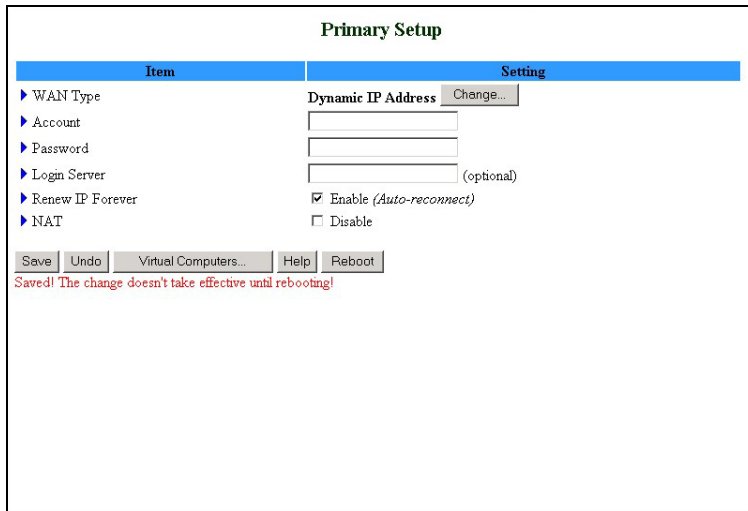 Primary Setup
Item Setting
WAN Type Dynamic IP Address Change...
Account
Password
Login Server (optional)
Renew IP Forever Enable (Auto-reconnect)
NAT Disable
Save Undo Virtual Computers... Help Reboot
Saved! The change doesn't take effective until rebooting!